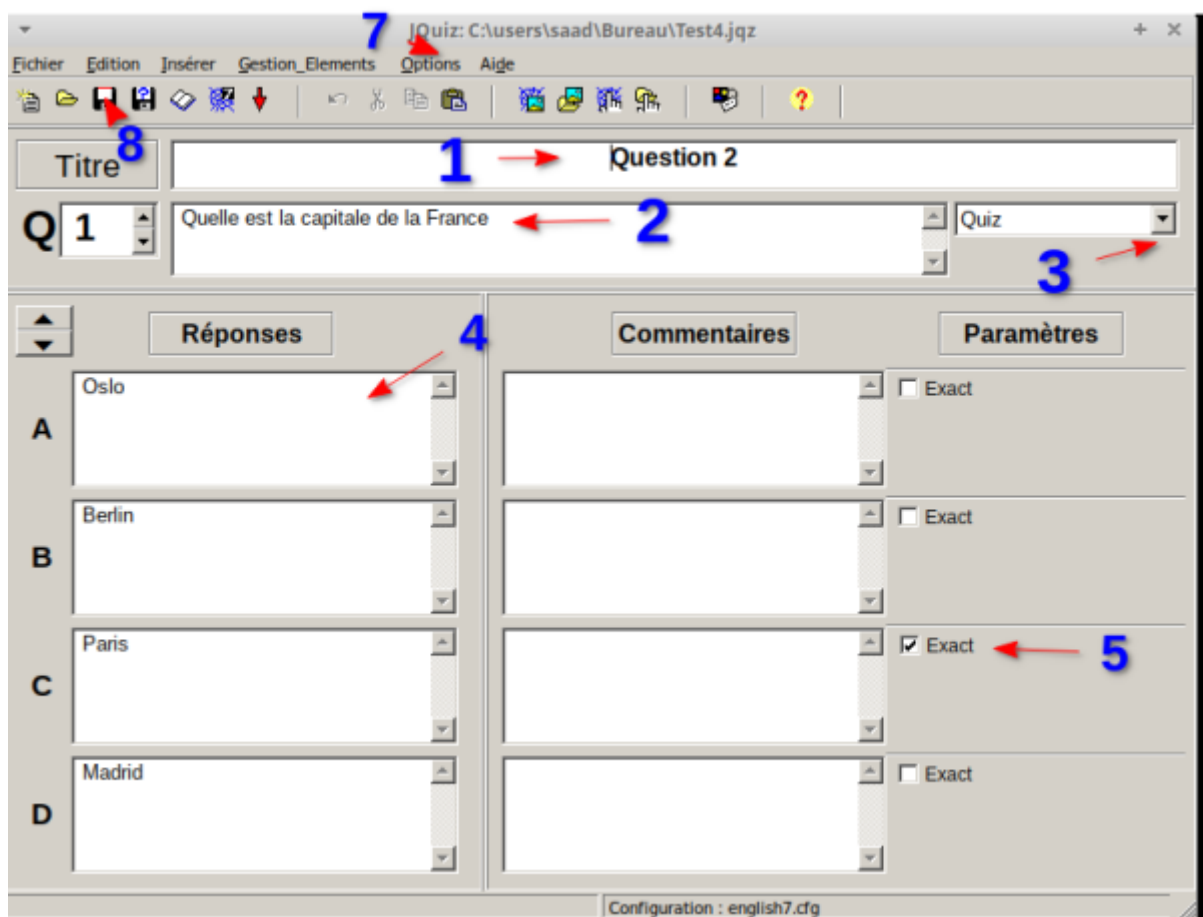 7
JQuiz: C:\users\saad\Bureau\Test4.jqz
Fichier Edition Insérer Gestion_Elements Options Aide
8
Titre
1
Question 2
Q 1
Quelle est la capitale de la France
2
Quiz
3
Réponses
4
Commentaires
Paramètres
A
Oslo
Exact
B
Berlin
Exact
C
Paris
Exact
5
D
Madrid
Exact
Configuration : english7.cfg